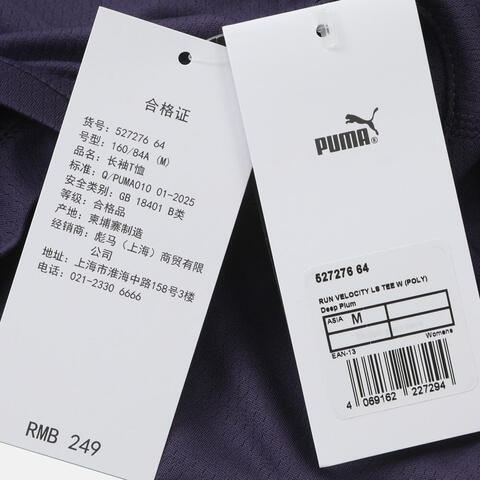 合格证
货号: 527276 64
号型: 160/84A (M)
品名: 长袖T恤
标准: Q/PUMA010 01-2025
安全类别: GB 18401 B类
等级: 合格品
产地: 柬埔寨制造
经销商: 彪马(上海)商贸有限
公司
地址: 上海市淮海中路158号3楼
电话: 021-2330 6666
RMB 249
PUMA®
527276 64
RUN VELOCITY LS TEE W (POLY)
Deep Plum
ASIA M
EAN-13 Womens
4 069162 227294